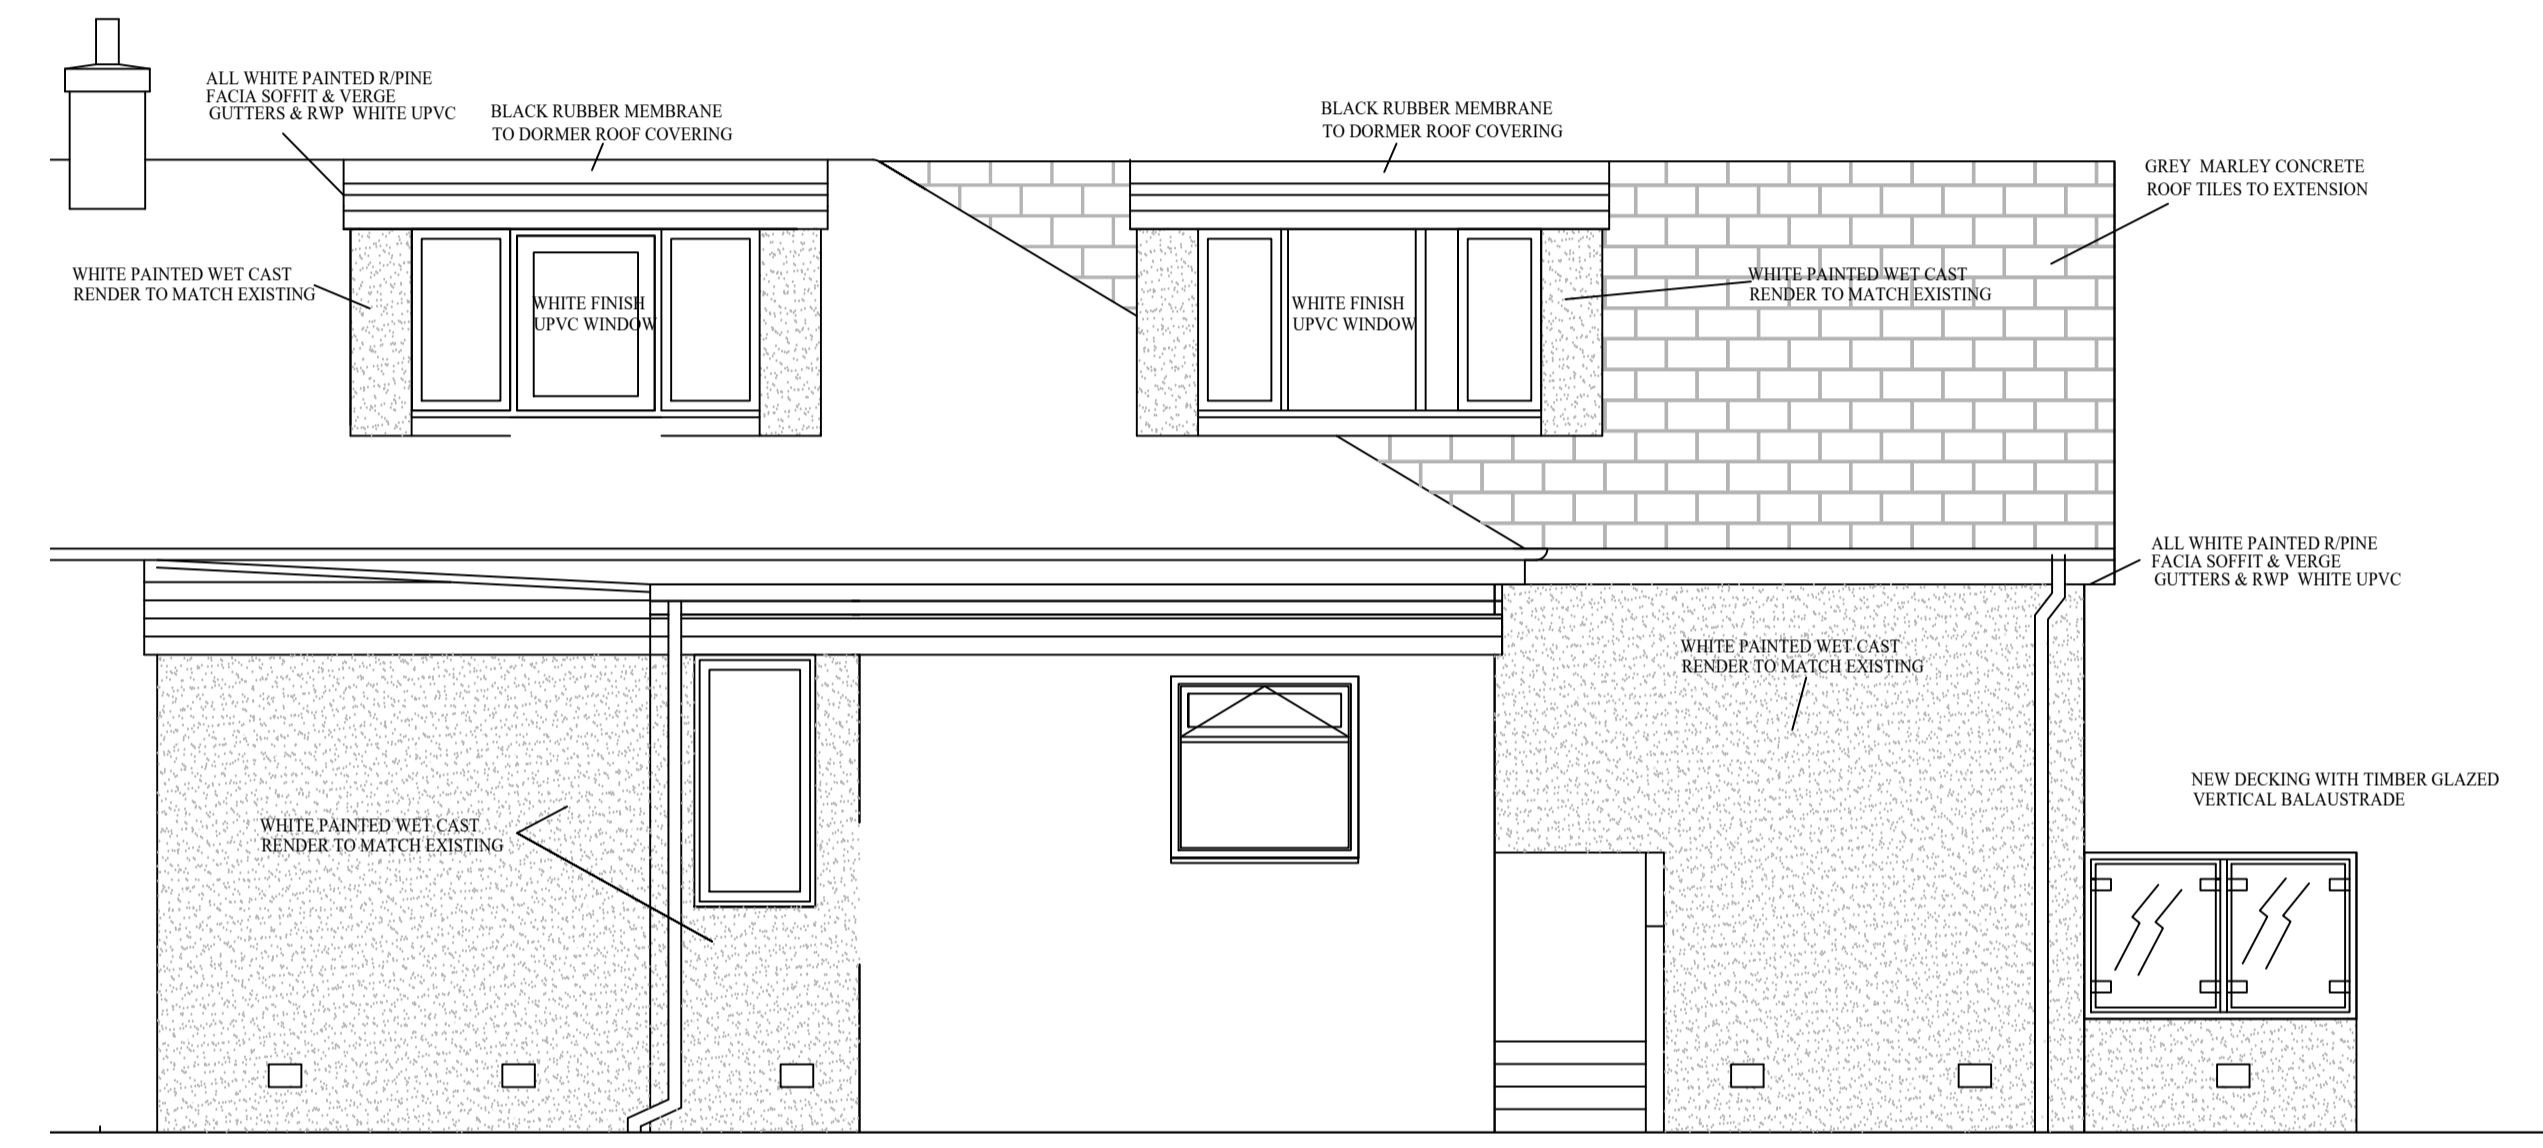 ALL WHITE PAINTED R/PINE
FACIA SOFFIT & VERGE
GUTTERS & RWP WHITE UPVC
BLACK RUBBER MEMBRANE
TO DORMER ROOF COVERING
BLACK RUBBER MEMBRANE
TO DORMER ROOF COVERING
GREY MARLEY CONCRETE
ROOF TILES TO EXTENSION
WHITE PAINTED WET CAST
RENDER TO MATCH EXISTING
WHITE FINISH
UPVC WINDOW
WHITE FINISH
UPVC WINDOW
WHITE PAINTED WET CAST
RENDER TO MATCH EXISTING
ALL WHITE PAINTED R/PINE
FACIA SOFFIT & VERGE
GUTTERS & RWP WHITE UPVC
WHITE PAINTED WET CAST
RENDER TO MATCH EXISTING
NEW DECKING WITH TIMBER GLAZED
VERTICAL BALAUSTRADE
WHITE PAINTED WET CAST
RENDER TO MATCH EXISTING